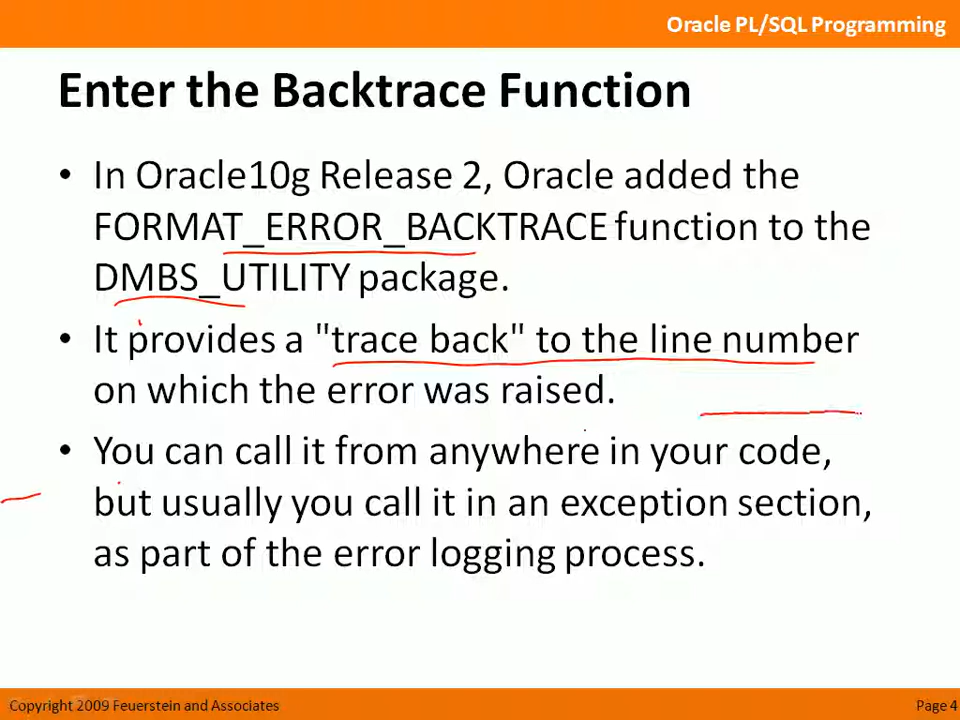 Oracle PL/SQL Programming
Enter the Backtrace Function
• In Oracle10g Release 2, Oracle added the
FORMAT_ERROR_BACKTRACE function to the
DMBS_UTILITY package.
• It provides a "trace back" to the line number
on which the error was raised.
• You can call it from anywhere in your code,
but usually you call it in an exception section,
as part of the error logging process.
Copyright 2009 Feuerstein and Associates
Page 4